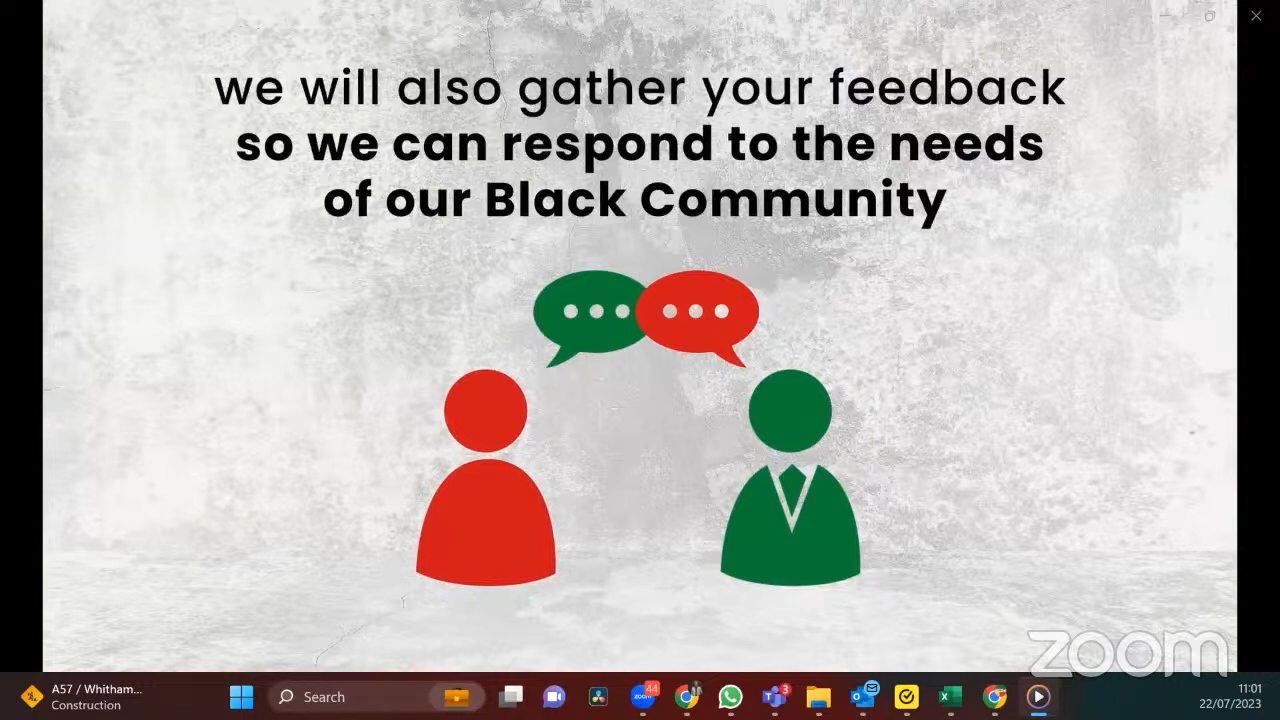 we will also gather your feedback
so we can respond to the needs
of our Black Community
zoom
A57 / Whitham...
Construction
Search
zoom
44
3
11:01
22/07/2023